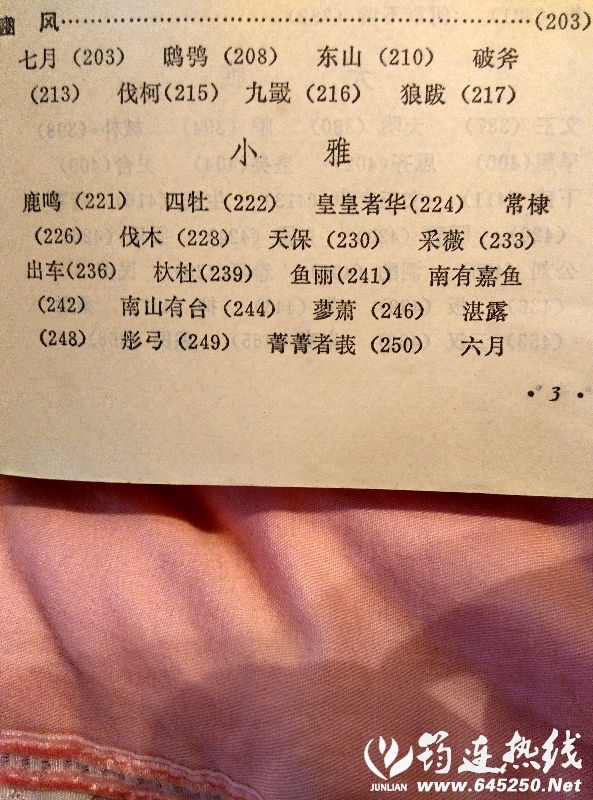 豳 风……………………………………………(203)
七月(203) 鸱鸮(208) 东山(210) 破斧
(213) 伐柯(215) 九罭(216) 狼跋(217)
小 雅
鹿鸣(221) 四牡(222) 皇皇者华(224) 常棣
(226) 伐木(228) 天保(230) 采薇(233)
出车(236) 杕杜(239) 鱼丽(241) 南有嘉鱼
(242) 南山有台(244) 蓼萧(246) 湛露
(248) 彤弓(249) 菁菁者莪(250) 六月
• 3 •
筠连热线
JUNLIAN www.645250.Net